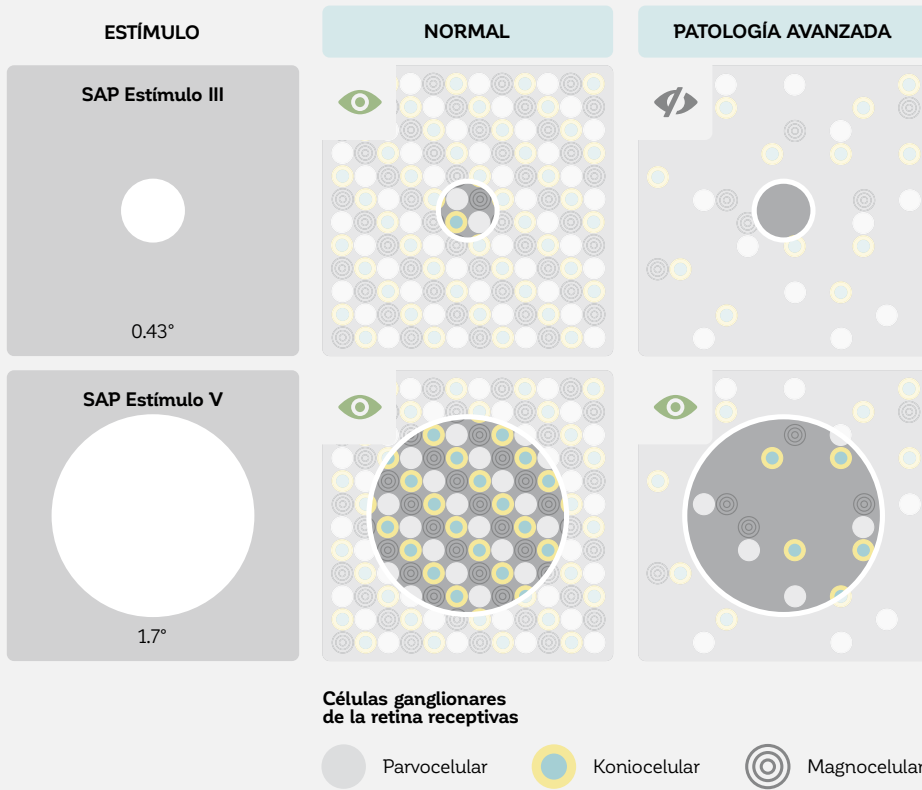 ESTÍMULO
NORMAL
PATOLOGÍA AVANZADA
SAP Estímulo III
0.43°
SAP Estímulo V
1.7°
Células ganglionares
de la retina receptivas
Parvocelular
Koniocelular
Magnocelular